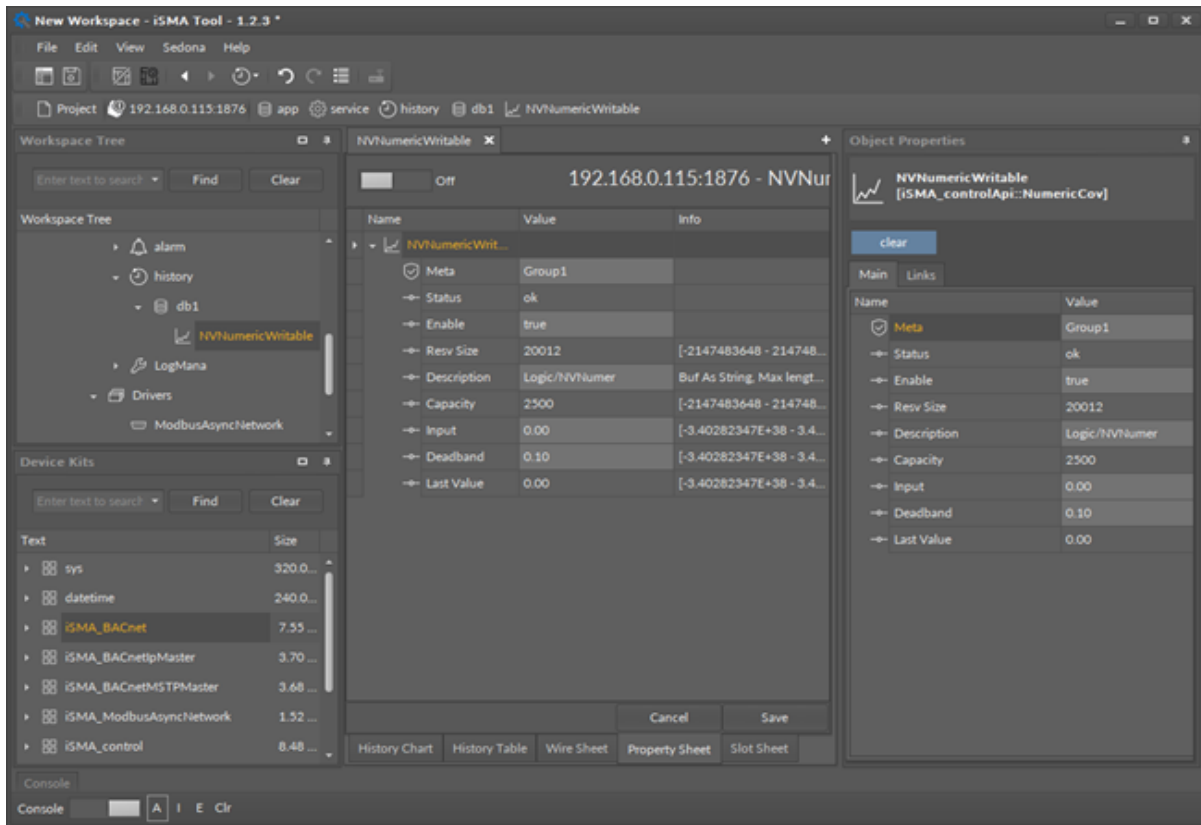 New Workspace - iSMA Tool - 1.2.3 *
File Edit View Sedona Help
Project 192.168.0.115:1876 app service history db1 NVNumericWritable
Workspace Tree
Enter text to search Find Clear
Workspace Tree
alarm
history
db1
NVNumericWritable
LogMana
Drivers
ModbusAsyncNetwork
Device Kits
Enter text to search Find Clear
Text Size
sys 320.0...
datetime 240.0...
iSMA_BACnet 7.55 ...
iSMA_BACnetIpMaster 3.70 ...
iSMA_BACnetMSTPMaster 3.68 ...
iSMA_ModbusAsyncNetwork 1.52 ...
iSMA_control 8.48 ...
NVNumericWritable
Off 192.168.0.115:1876 - NVNur
Name Value Info
NVNumericWrit...
Meta Group1
Status ok
Enable true
Resv Size 20012 [-2147483648 - 214748...
Description Logic/NVNumer Buf As String, Max lengt...
Capacity 2500 [-2147483648 - 214748...
Input 0.00 [-3.40282347E+38 - 3.4...
Deadband 0.10 [-3.40282347E+38 - 3.4...
Last Value 0.00 [-3.40282347E+38 - 3.4...
Cancel Save
History Chart History Table Wire Sheet Property Sheet Slot Sheet
Object Properties
NVNumericWritable
[iSMA_controlApi::NumericCov]
clear
Main Links
Name Value
Meta Group1
Status ok
Enable true
Resv Size 20012
Description Logic/NVNumer
Capacity 2500
Input 0.00
Deadband 0.10
Last Value 0.00
Console
Console A I E Clr